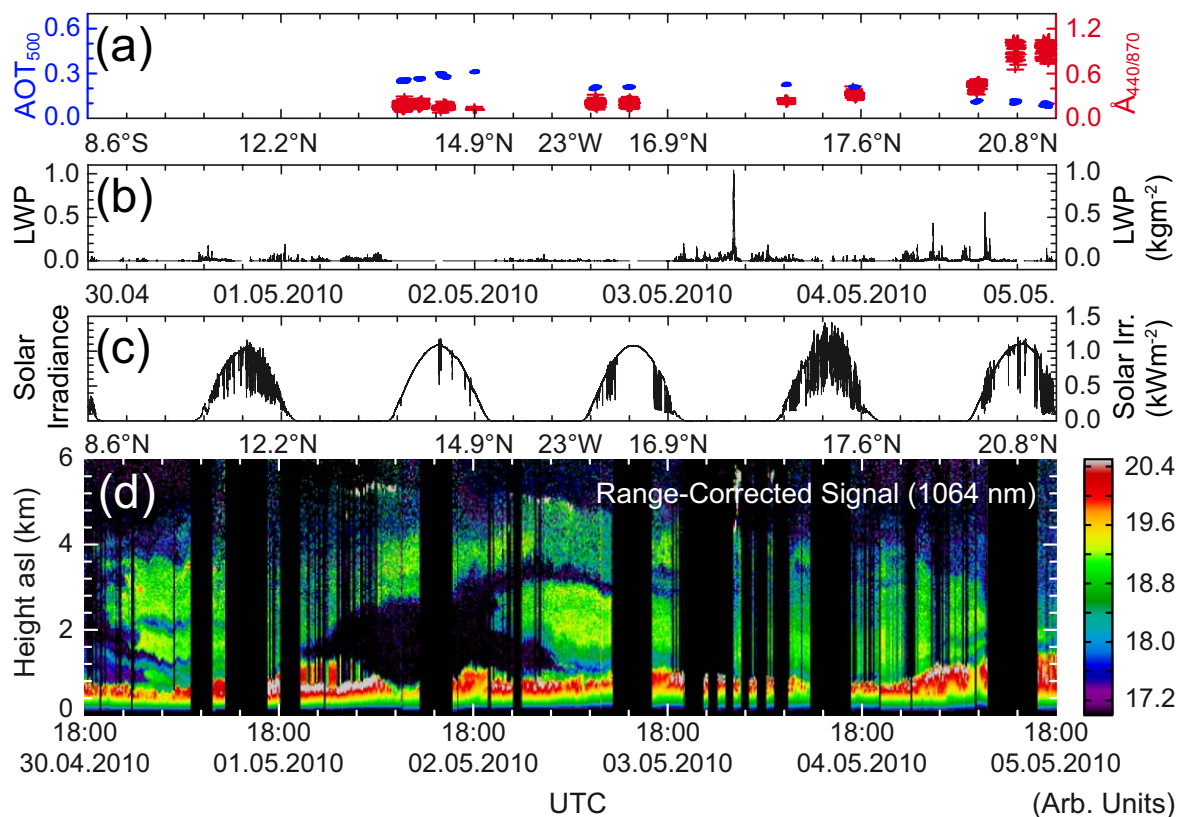 (a)
AOT500
0.6
0.3
0.0
1.2
0.6
0.0
Å440/870
8.6°S 12.2°N 14.9°N 23°W 16.9°N 17.6°N 20.8°N
(b)
LWP
1.0
0.5
0.0
1.0
0.5
0.0
LWP
(kgm-2)
30.04 01.05.2010 02.05.2010 03.05.2010 04.05.2010 05.05.
(c)
Solar
Irradiance
1.5
1.0
0.5
0.0
Solar Irr.
(kWm-2)
8.6°N 12.2°N 14.9°N 23°W 16.9°N 17.6°N 20.8°N
(d)
Range-Corrected Signal (1064 nm)
Height asl (km)
6
4
2
0
20.4
19.6
18.8
18.0
17.2
18:00 18:00 18:00 18:00 18:00 18:00
30.04.2010 01.05.2010 02.05.2010 03.05.2010 04.05.2010 05.05.2010
UTC
(Arb. Units)